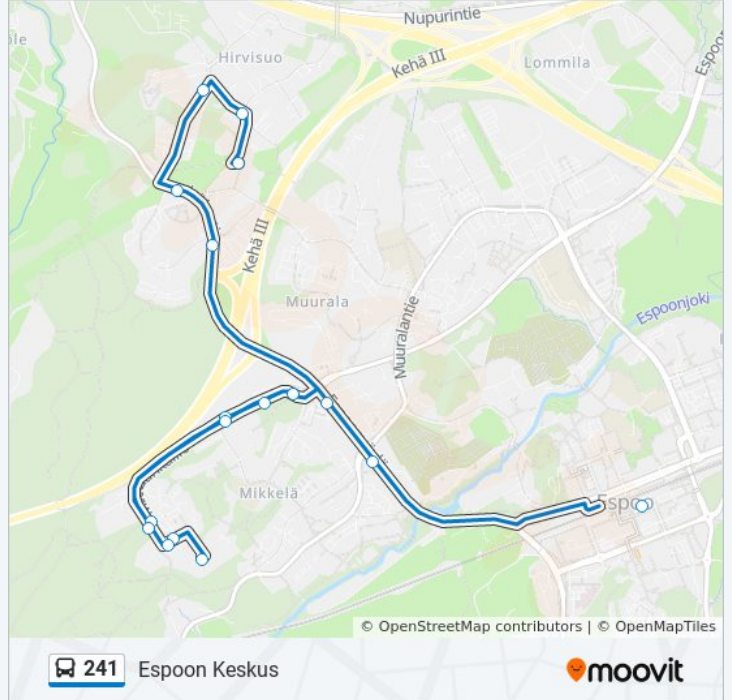 Nupurintie
Hirvisuo
Kehä III
Lommila
Kehä III
Muurala
Espoonjoki
Muuralantie
Mikkelä
Espoo
© OpenStreetMap contributors | © OpenMapTiles
241 Espoon Keskus
moovit